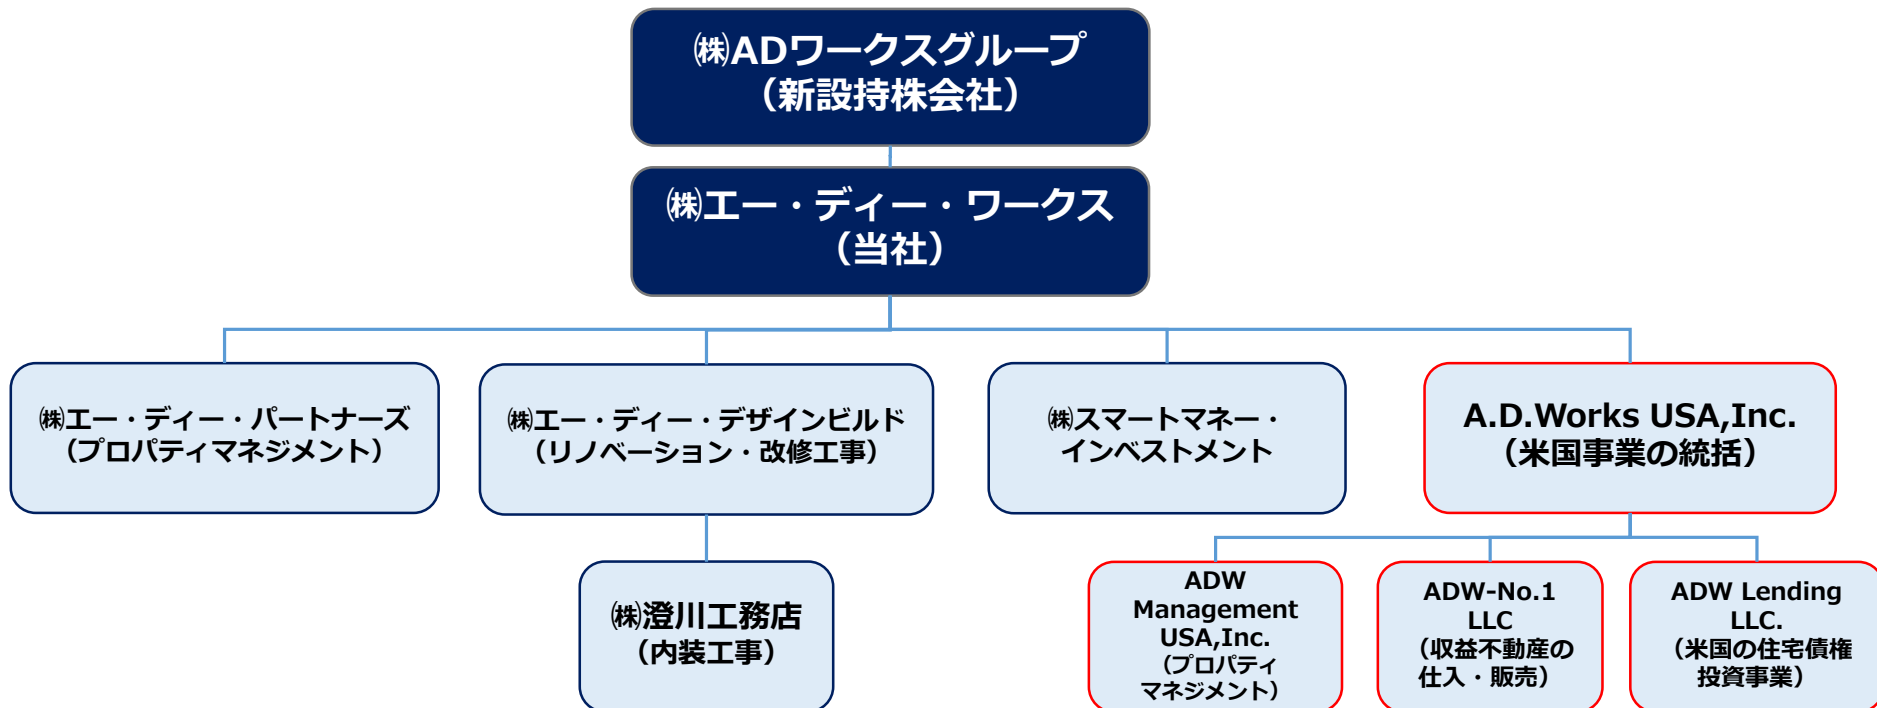 ㈱ADワークスグループ
（新設持株会社）
㈱エー・ディー・ワークス
（当社）
㈱エー・ディー・パートナーズ
（プロパティマネジメント）
㈱エー・ディー・デザインビルド
（リノベーション・改修工事）
㈱スマートマネー・
インベストメント
A.D.Works USA,Inc.
（米国事業の統括）
㈱澄川工務店
（内装工事）
ADW
Management
USA,Inc.
（プロパティ
マネジメント）
ADW-No.1
LLC
（収益不動産の
仕入・販売）
ADW Lending
LLC.
（米国の住宅債権
投資事業）